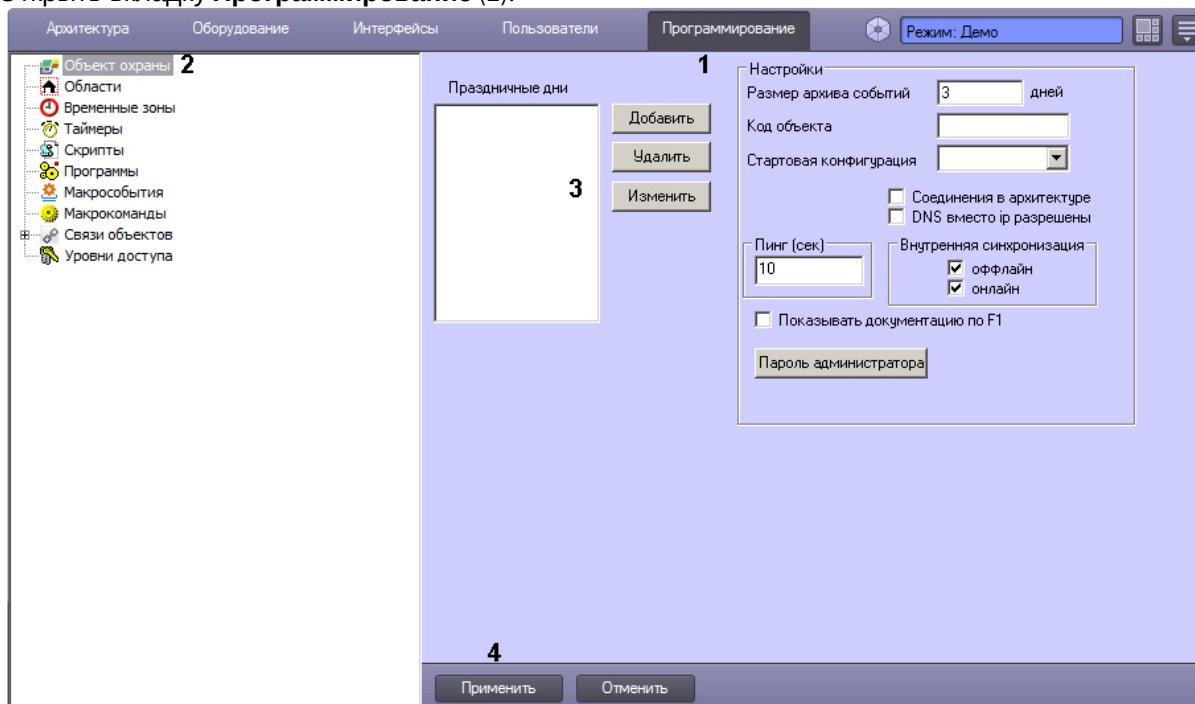 Открыть вкладку Программирование (2).
Архитектура Оборудование Интерфейсы Пользователи Программирование Режим: Демо
Объект охраны 2
Области
Временные зоны
Таймеры
Скрипты
Программы
Макрособытия
Макрокоманды
Связи объектов
Уровни доступа
1
Праздничные дни
3
Добавить
Удалить
Изменить
Настройки
Размер архива событий 3 дней
Код объекта
Стартовая конфигурация
Соединения в архитектуре
DNS вместо ip разрешены
Пинг (сек)
10
Внутренняя синхронизация
оффлайн
онлайн
Показывать документацию по F1
Пароль администратора
4
Применить Отменить